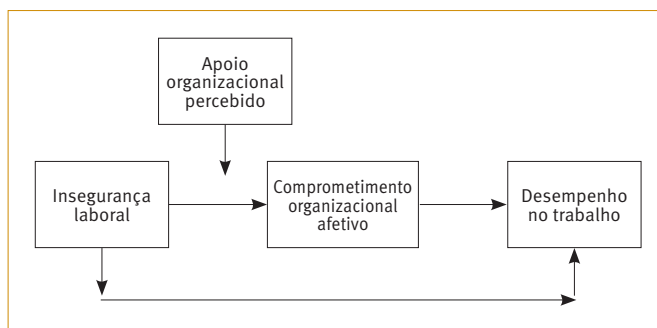 Apoio
organizacional
percebido
Insegurança
laboral
Comprometimento
organizacional
afetivo
Desempenho
no trabalho